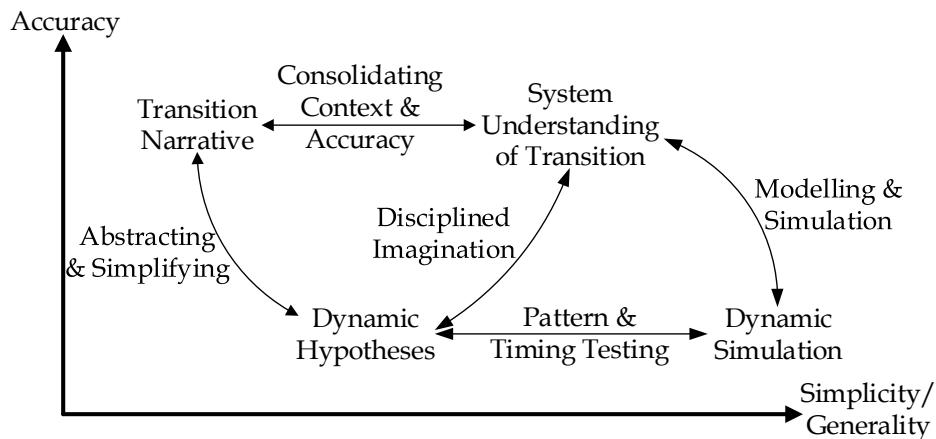 Accuracy
Consolidating
Context &
Accuracy
Transition
Narrative
System
Understanding
of Transition
Modelling &
Simulation
Disciplined
Imagination
Abstracting
& Simplifying
Dynamic
Hypotheses
Pattern &
Timing Testing
Dynamic
Simulation
Simplicity/
Generality